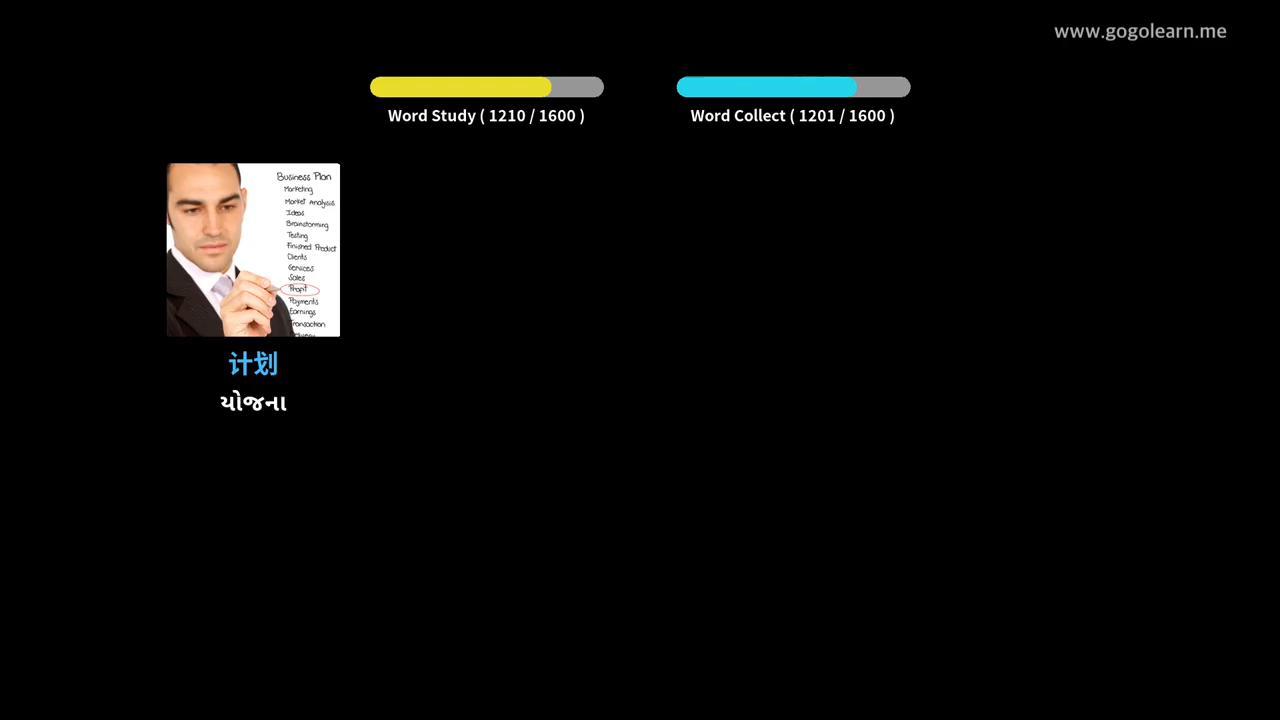 www.gogolearn.me
Word Study ( 1210 / 1600 )
Word Collect ( 1201 / 1600 )
Business Plan
Marketing
Market Analysis
Ideas
Brainstorming
Testing
Finished Product
Clients
Services
Sales
Profit
Payments
Earnings
Transaction
计划
યોજના